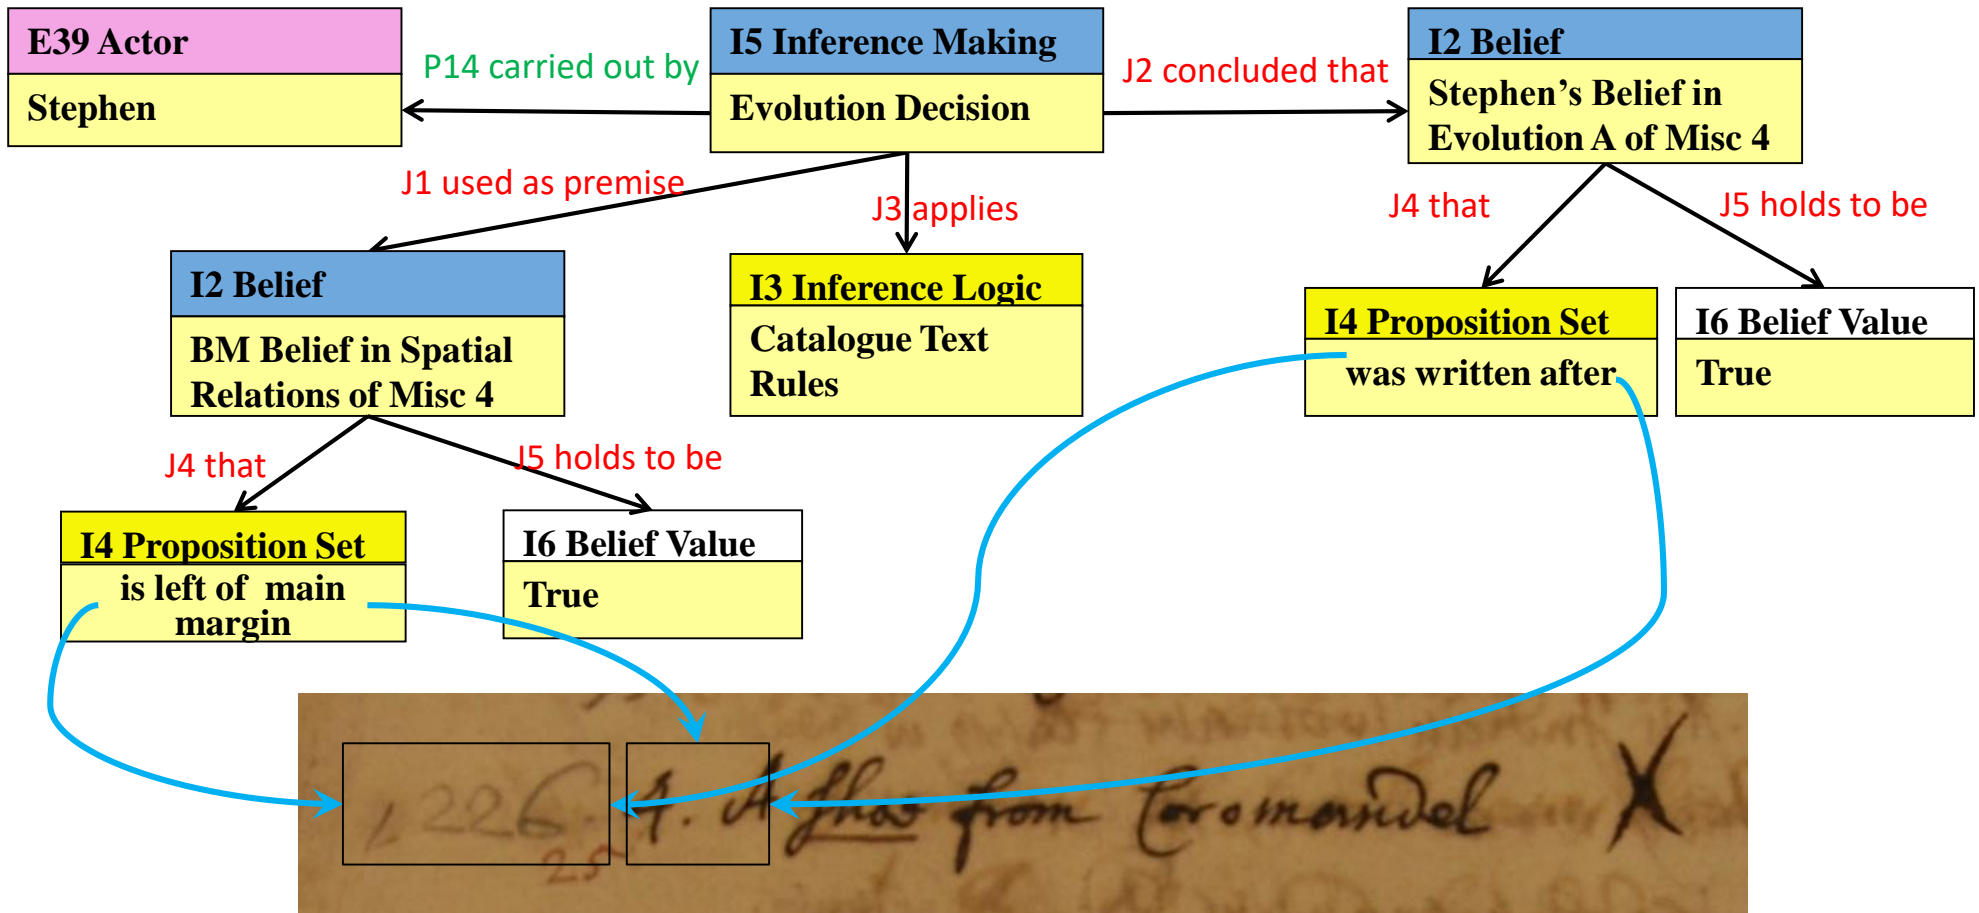 E39 Actor
Stephen
P14 carried out by
I5 Inference Making
Evolution Decision
J2 concluded that
I2 Belief
Stephen's Belief in
Evolution A of Misc 4
J1 used as premise
J3 applies
J4 that
J5 holds to be
I2 Belief
BM Belief in Spatial
Relations of Misc 4
I3 Inference Logic
Catalogue Text
Rules
I4 Proposition Set
was written after
I6 Belief Value
True
J4 that
J5 holds to be
I4 Proposition Set
is left of main
margin
I6 Belief Value
True
226. 4. A shoe from Coromandel X
25